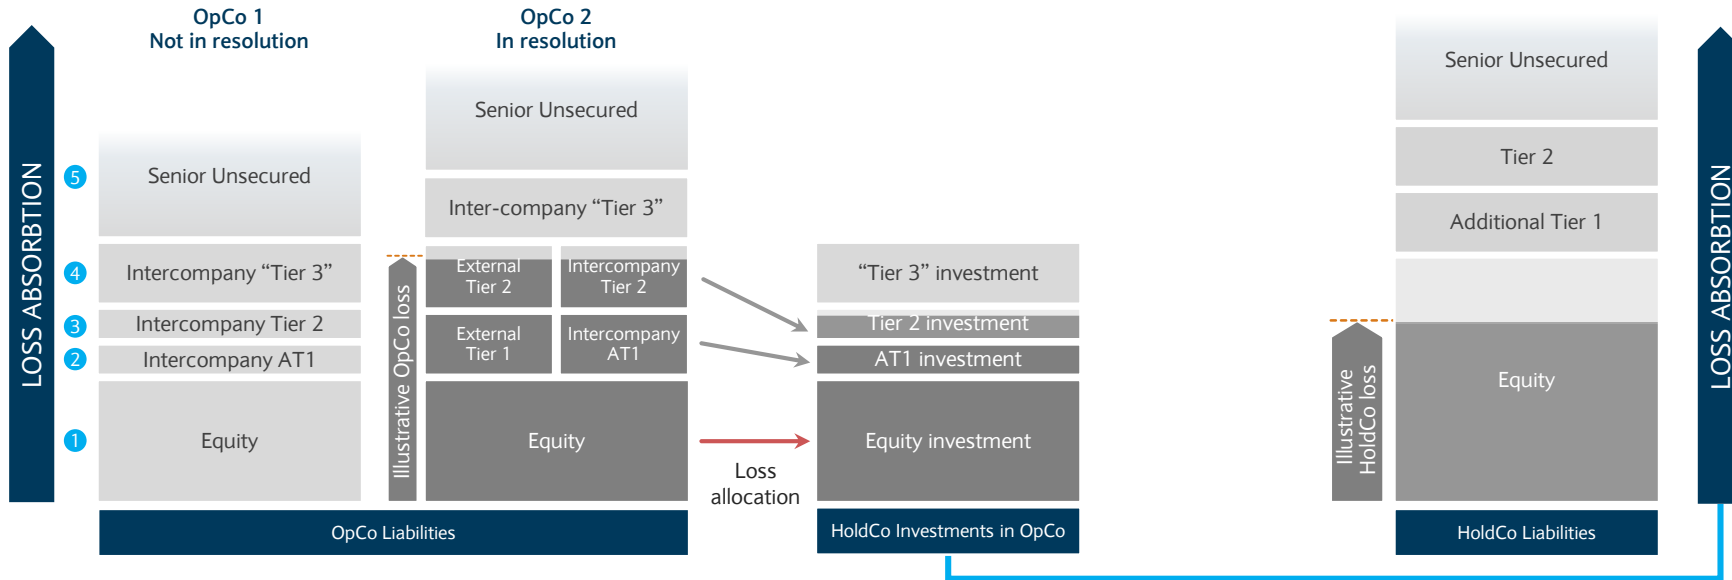 OpCo 1
Not in resolution
OpCo 2
In resolution
LOSS ABSORBTION
5
Senior Unsecured
4
Intercompany “Tier 3”
3
Intercompany Tier 2
2
Intercompany AT1
1
Equity
Illustrative OpCo loss
Senior Unsecured
Inter-company “Tier 3”
External
Tier 2
Intercompany
Tier 2
External
Tier 1
Intercompany
AT1
Equity
OpCo Liabilities
Loss
allocation
“Tier 3” investment
Tier 2 investment
AT1 investment
Equity investment
HoldCo Investments in OpCo
Illustrative
HoldCo loss
Senior Unsecured
Tier 2
Additional Tier 1
Equity
HoldCo Liabilities
LOSS ABSORBTION